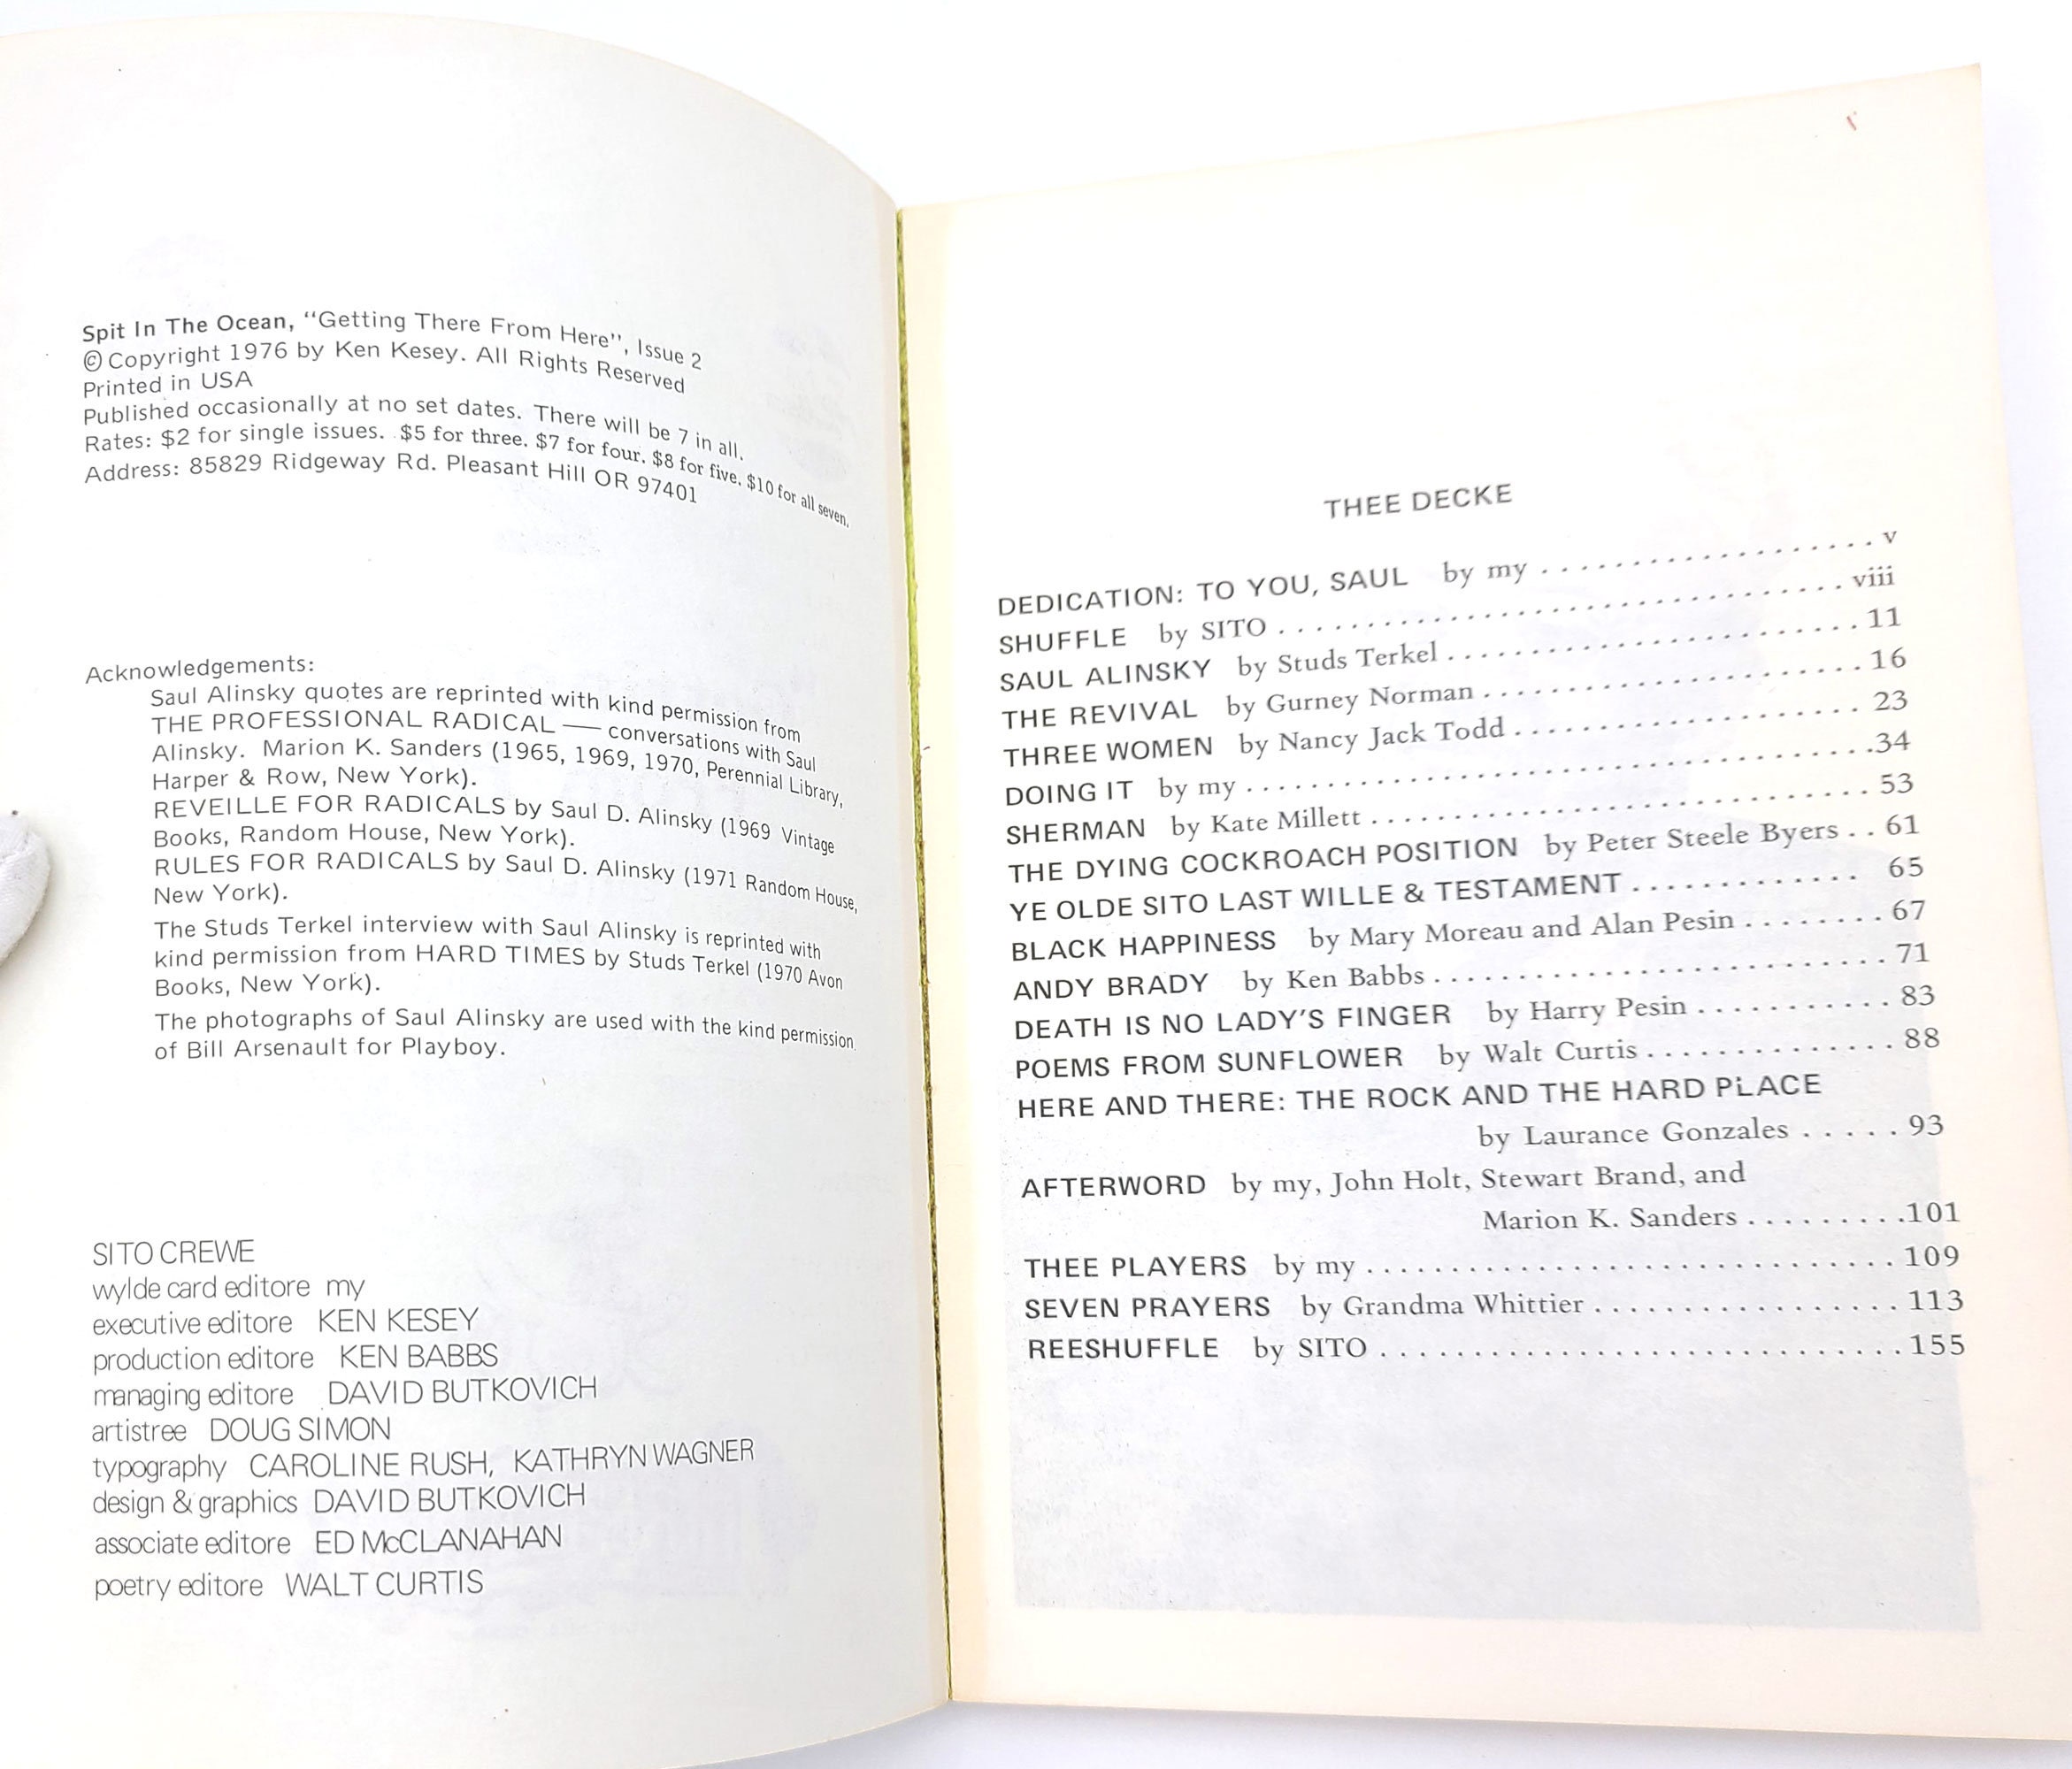 Spit In The Ocean, "Getting There From Here", Issue 2
© Copyright 1976 by Ken Kesey. All Rights Reserved
Printed in USA
Published occasionally at no set dates. There will be 7 in all.
Rates: $2 for single issues. $5 for three. $7 for four. $8 for five. $10 for all seven.
Address: 85829 Ridgeway Rd. Pleasant Hill OR 97401
Acknowledgements:
Saul Alinsky quotes are reprinted with kind permission from
THE PROFESSIONAL RADICAL — conversations with Saul
Alinsky. Marion K. Sanders (1965, 1969, 1970, Perennial Library,
Harper & Row, New York).
REVEILLE FOR RADICALS by Saul D. Alinsky (1969 Vintage
Books, Random House, New York).
RULES FOR RADICALS by Saul D. Alinsky (1971 Random House,
New York).
The Studs Terkel interview with Saul Alinsky is reprinted with
kind permission from HARD TIMES by Studs Terkel (1970 Avon
Books, New York).
The photographs of Saul Alinsky are used with the kind permission
of Bill Arsenault for Playboy.
SITO CREWE
wylde card editore my
executive editore KEN KESEY
production editore KEN BABBS
managing editore DAVID BUTKOVICH
artistree DOUG SIMON
typography CAROLINE RUSH, KATHRYN WAGNER
design & graphics DAVID BUTKOVICH
associate editore ED McCLANAHAN
poetry editore WALT CURTIS
THEE DECKE
DEDICATION: TO YOU, SAUL by my . . . . . . . . . . . . . . . . . . v
SHUFFLE by SITO . . . . . . . . . . . . . . . . . . . . . . . . . . . . . . viii
SAUL ALINSKY by Studs Terkel . . . . . . . . . . . . . . . . . . . . . . 11
THE REVIVAL by Gurney Norman . . . . . . . . . . . . . . . . . . . . 16
THREE WOMEN by Nancy Jack Todd . . . . . . . . . . . . . . . . . . 23
DOING IT by my . . . . . . . . . . . . . . . . . . . . . . . . . . . . . . . .34
SHERMAN by Kate Millett . . . . . . . . . . . . . . . . . . . . . . . . . . 53
THE DYING COCKROACH POSITION by Peter Steele Byers . . 61
YE OLDE SITO LAST WILLE & TESTAMENT . . . . . . . . . . . . 65
BLACK HAPPINESS by Mary Moreau and Alan Pesin . . . . . . . . 67
ANDY BRADY by Ken Babbs . . . . . . . . . . . . . . . . . . . . . . . . 71
DEATH IS NO LADY'S FINGER by Harry Pesin . . . . . . . . . . . 83
POEMS FROM SUNFLOWER by Walt Curtis . . . . . . . . . . . . . . 88
HERE AND THERE: THE ROCK AND THE HARD PLACE
by Laurance Gonzales . . . . . 93
AFTERWORD by my, John Holt, Stewart Brand, and
Marion K. Sanders . . . . . . . . .101
THEE PLAYERS by my . . . . . . . . . . . . . . . . . . . . . . . . . . . . . 109
SEVEN PRAYERS by Grandma Whittier . . . . . . . . . . . . . . . . . 113
REESHUFFLE by SITO . . . . . . . . . . . . . . . . . . . . . . . . . . . .155